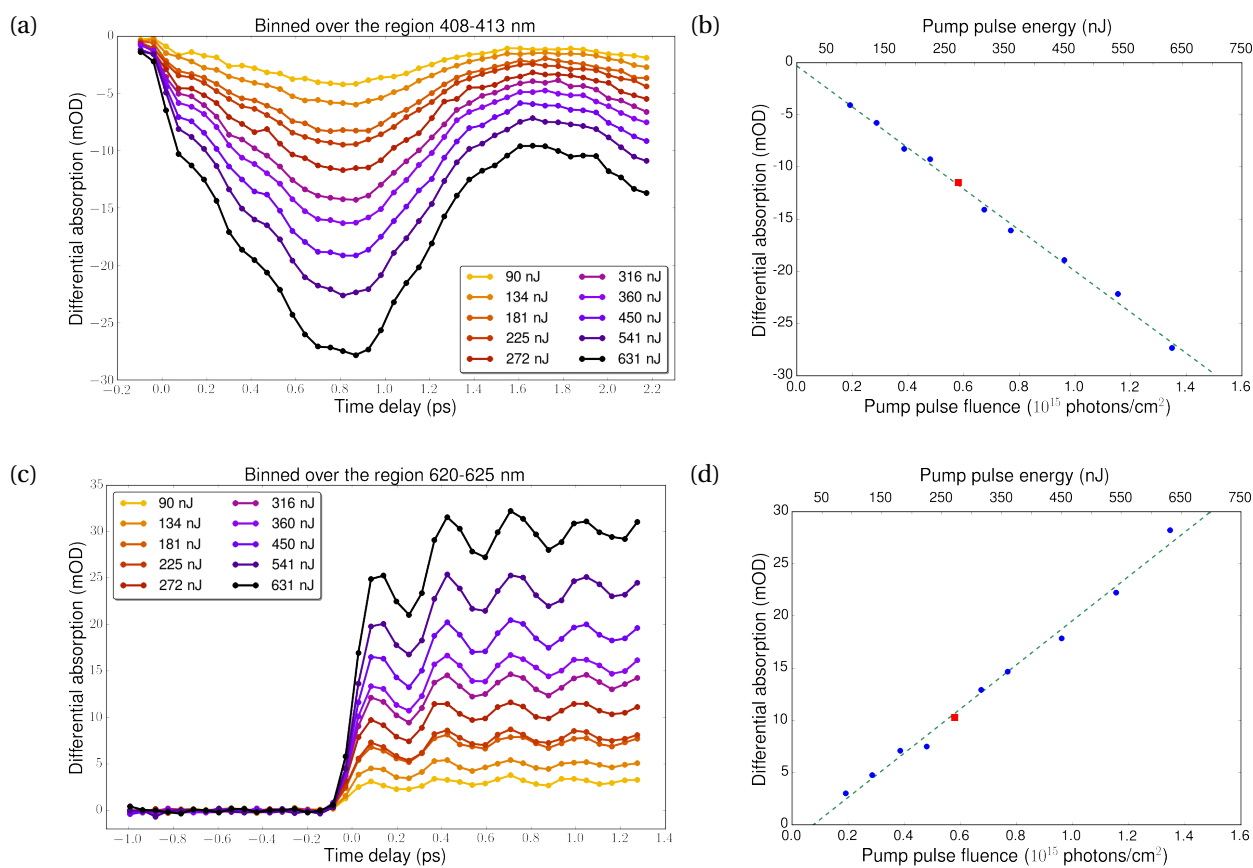 (a)
Binned over the region 408-413 nm
Differential absorption (mOD)
0
−5
−10
−15
−20
−25
−30
90 nJ
134 nJ
181 nJ
225 nJ
272 nJ
316 nJ
360 nJ
450 nJ
541 nJ
631 nJ
−0.2 0.0 0.2 0.4 0.6 0.8 1.0 1.2 1.4 1.6 1.8 2.0 2.2
Time delay (ps)
(b)
Pump pulse energy (nJ)
50 150 250 350 450 550 650 750
Differential absorption (mOD)
0
-5
-10
-15
-20
-25
-30
0.0 0.2 0.4 0.6 0.8 1.0 1.2 1.4 1.6
Pump pulse fluence (10¹⁵ photons/cm²)
(c)
Binned over the region 620-625 nm
Differential absorption (mOD)
35
30
25
20
15
10
5
0
90 nJ
134 nJ
181 nJ
225 nJ
272 nJ
316 nJ
360 nJ
450 nJ
541 nJ
631 nJ
−1.0 −0.8 −0.6 −0.4 −0.2 0.0 0.2 0.4 0.6 0.8 1.0 1.2 1.4
Time delay (ps)
(d)
Pump pulse energy (nJ)
50 150 250 350 450 550 650 750
Differential absorption (mOD)
30
25
20
15
10
5
0
0.0 0.2 0.4 0.6 0.8 1.0 1.2 1.4 1.6
Pump pulse fluence (10¹⁵ photons/cm²)